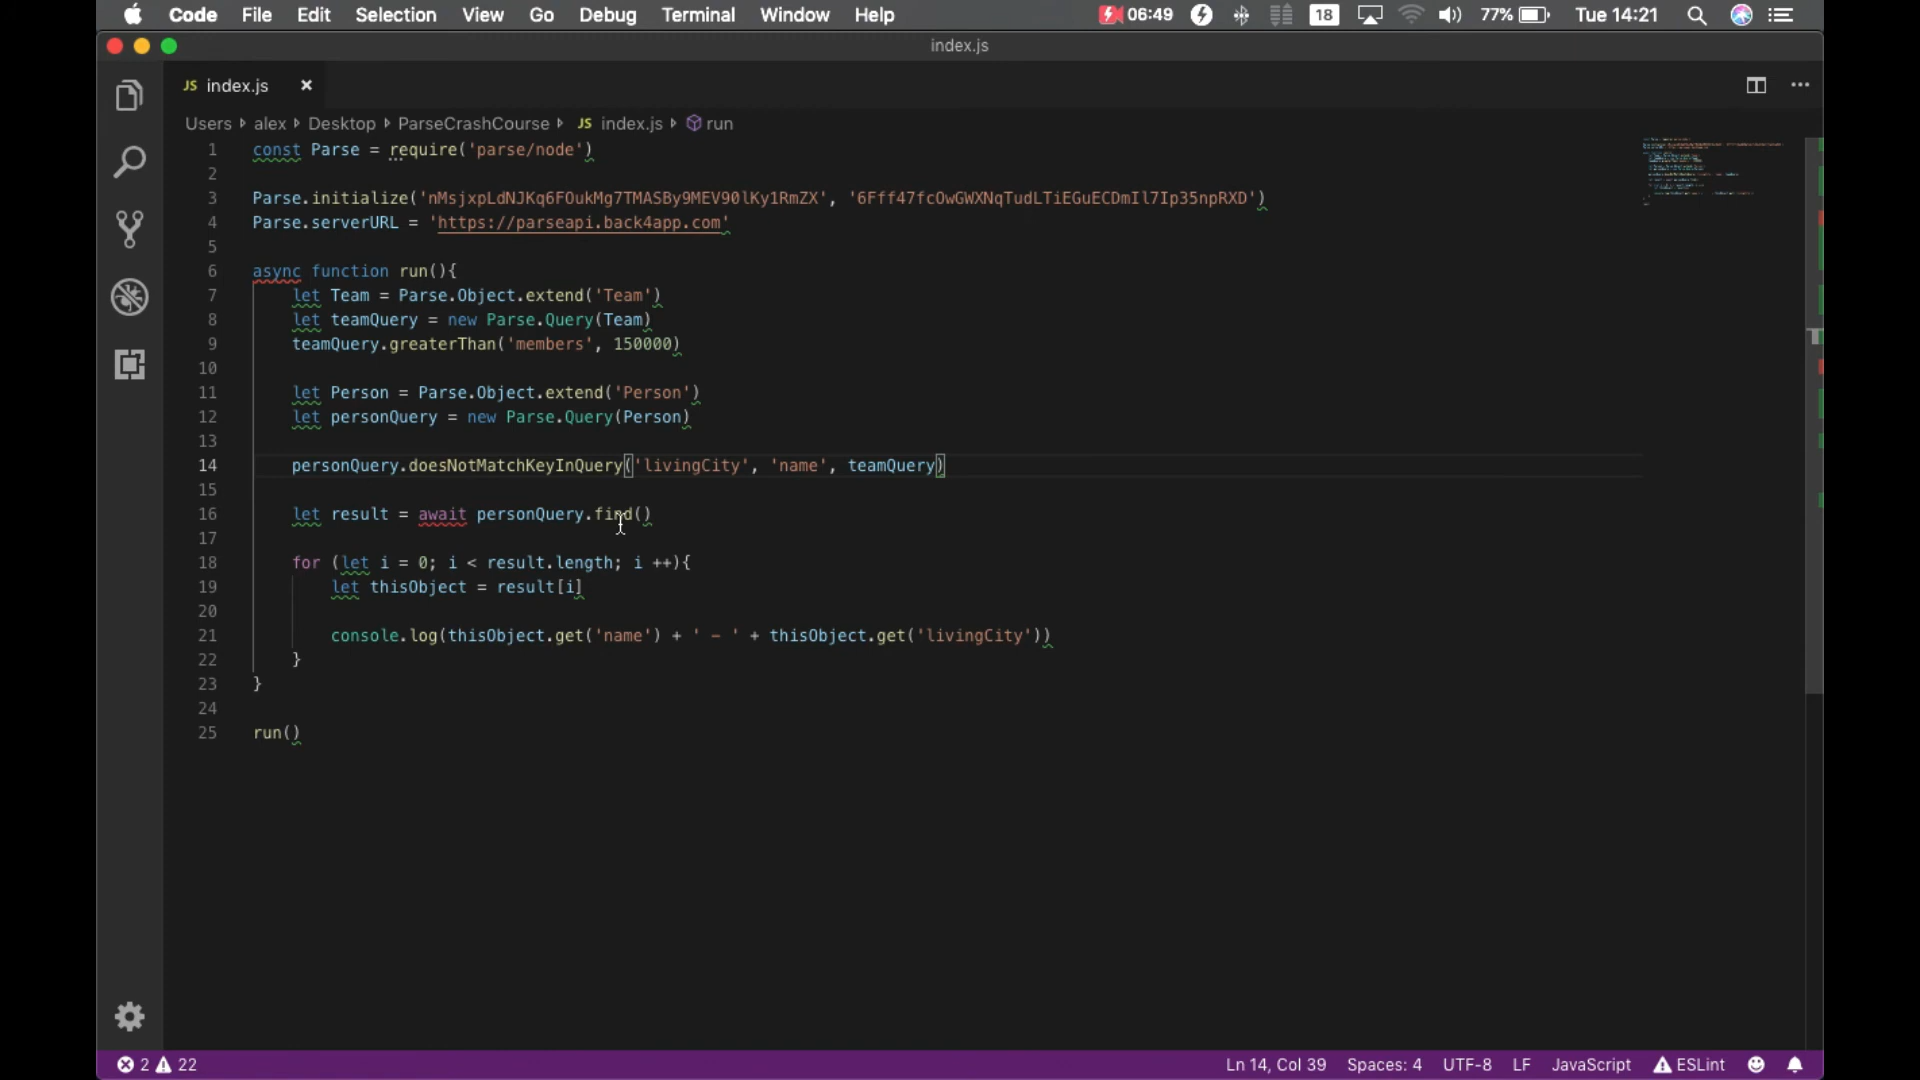 Code File Edit Selection View Go Debug Terminal Window Help 06:49 18 77% Tue 14:21
index.js
JS index.js ×
Users alex Desktop ParseCrashCourse JS index.js run
1 const Parse = require('parse/node')
2
3 Parse.initialize('nMsjxpLdNJKq6FOukMg7TMASBy9MEV90lKy1RmZX', '6Fff47fcOwGWXNqTudLTiEGuECDmIl7Ip35npRXD')
4 Parse.serverURL = 'https://parseapi.back4app.com'
5
6 async function run(){
7 let Team = Parse.Object.extend('Team')
8 let teamQuery = new Parse.Query(Team)
9 teamQuery.greaterThan('members', 150000)
10
11 let Person = Parse.Object.extend('Person')
12 let personQuery = new Parse.Query(Person)
13
14 personQuery.doesNotMatchKeyInQuery('livingCity', 'name', teamQuery)
15
16 let result = await personQuery.find()
17
18 for (let i = 0; i < result.length; i ++){
19 let thisObject = result[i]
20
21 console.log(thisObject.get('name') + ' - ' + thisObject.get('livingCity'))
22 }
23 }
24
25 run()
2 22 Ln 14, Col 39 Spaces: 4 UTF-8 LF JavaScript ESLint